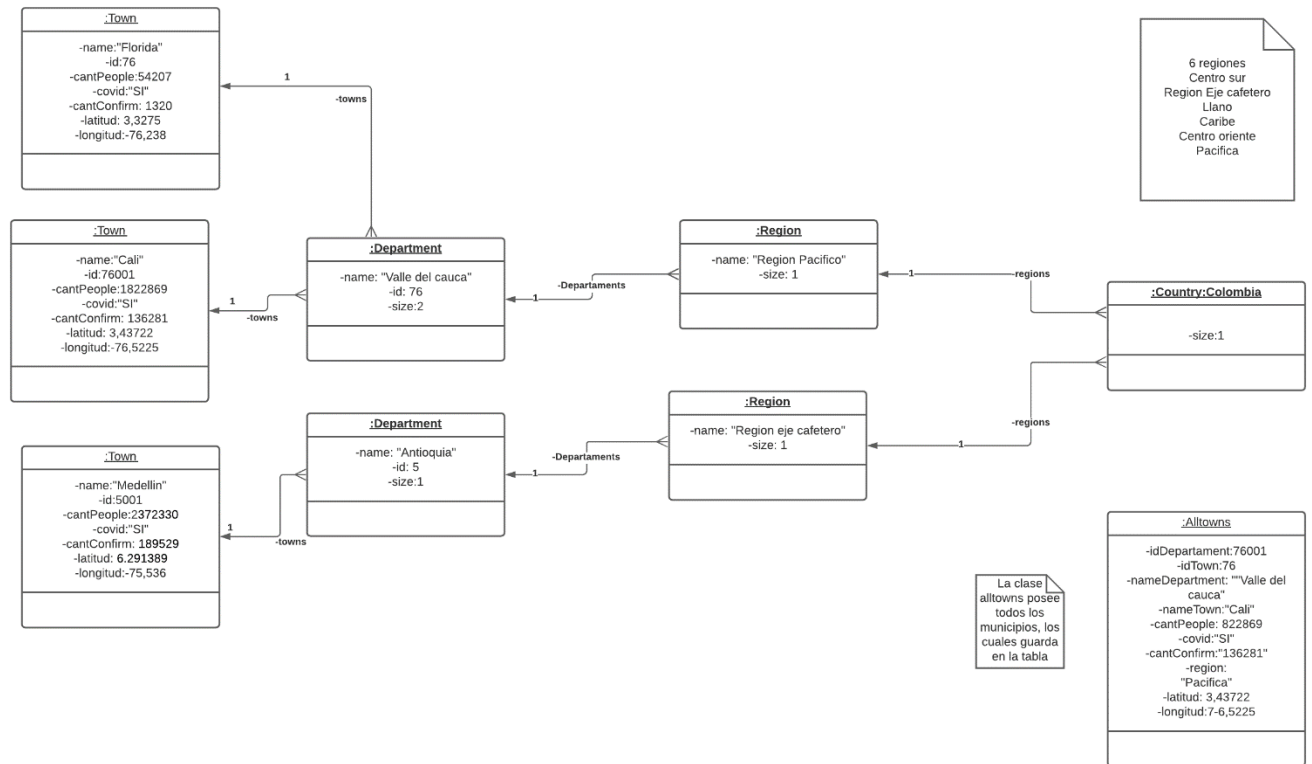 :Town
-name:"Florida"
-id:76
-cantPeople:54207
-covid:"SI"
-cantConfirm: 1320
-latitud: 3,3275
-longitud:-76,238
1
-towns
:Town
-name:"Cali"
-id:76001
-cantPeople:1822869
-covid:"SI"
-cantConfirm: 136281
-latitud: 3,43722
-longitud:-76,5225
1
-towns
:Town
-name:"Medellin"
-id:5001
-cantPeople:2372330
-covid:"SI"
-cantConfirm: 189529
-latitud: 6.291389
-longitud:-75,536
1
-towns
:Department
-name: "Valle del cauca"
-id: 76
-size:2
1
-Departaments
:Department
-name: "Antioquia"
-id: 5
-size:1
1
-Departaments
:Region
-name: "Region Pacifico"
-size: 1
1
-regions
:Region
-name: "Region eje cafetero"
-size: 1
1
-regions
:Country:Colombia
-size:1
6 regiones
Centro sur
Region Eje cafetero
Llano
Caribe
Centro oriente
Pacifica
La clase
alltowns posee
todos los
municipios, los
cuales guarda
en la tabla
:Alltowns
-idDepartament:76001
-idTown:76
-nameDepartment: ""Valle del
cauca"
-nameTown:"Cali"
-cantPeople: 822869
-covid:"SI"
-cantConfirm:"136281"
-region:
"Pacifica"
-latitud: 3,43722
-longitud:7-6,5225